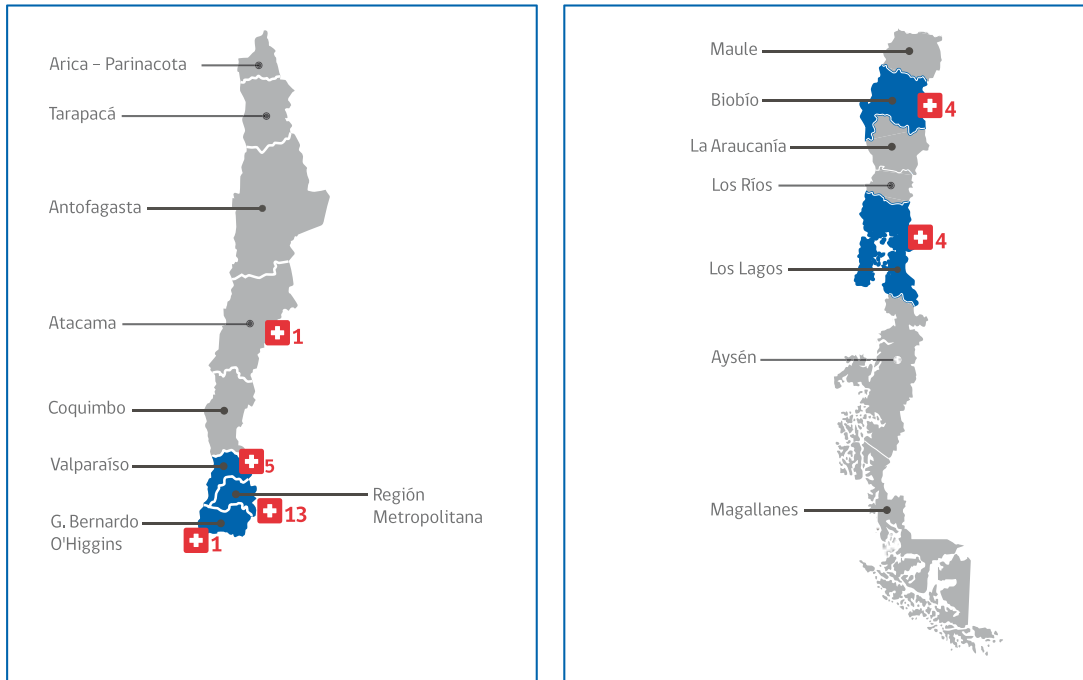 Arica – Parinacota
Tarapacá
Antofagasta
Atacama
1
Coquimbo
Valparaíso
5
Región
Metropolitana
13
G. Bernardo
O'Higgins
1
Maule
Biobío
4
La Araucanía
Los Ríos
4
Los Lagos
Aysén
Magallanes